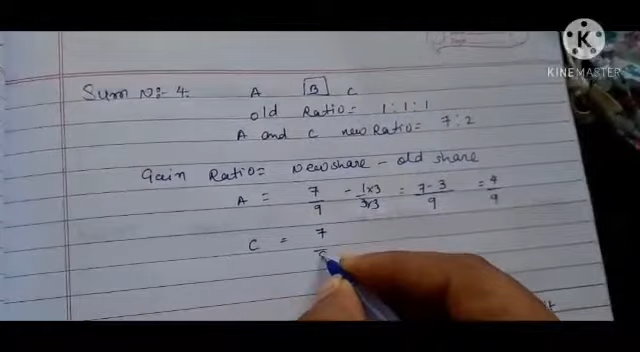 K
KINEMASTER
Sum No:- 4.
A B C
old Ratio = 1:1:1
A and C new Ratio = 7:2
Gain Ratio = New share - old share
A = 7/9 - 1x3/3x3 = 7-3/9 = 4/9
C = 7